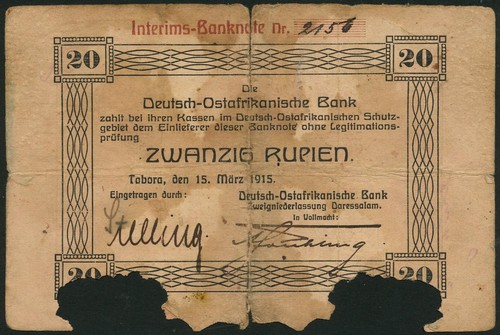 Interims-Banknote Nr. 2156
20 20
Die
Deutsch-Ostafrikanische Bank
zahlt bei ihren Kassen im Deutsch-Ostafrikanischen Schutz-
gebiet dem Einlieferer dieser Banknote ohne Legitimations-
prüfung
ZWANZIG RUPIEN.
Tabora, den 15. März 1915.
Eingetragen durch: Deutsch-Ostafrikanische Bank
Zweigniederlassung Daressalam.
In Vollmacht:
Stelling
20 20